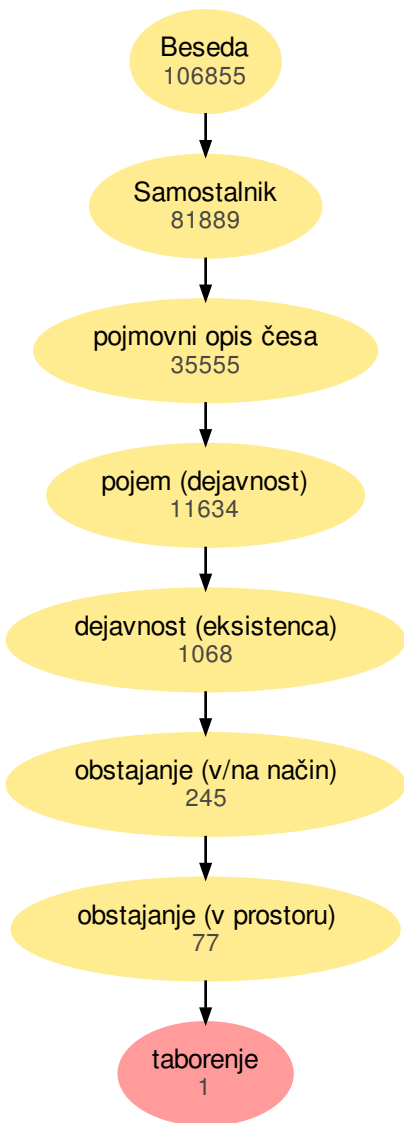 Beseda
106855
Samostalnik
81889
pojmovni opis česa
35555
pojem (dejavnost)
11634
dejavnost (eksistenca)
1068
obstajanje (v/na način)
245
obstajanje (v prostoru)
77
taborenje
1